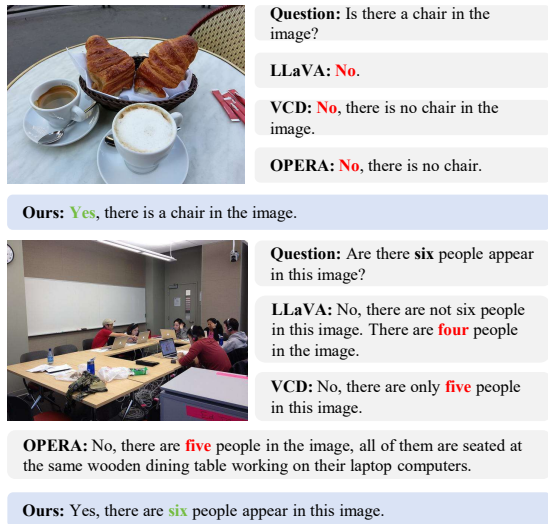 Question: Is there a chair in the
image?
LLaVA: No.
VCD: No, there is no chair in the
image.
OPERA: No, there is no chair.
Ours: Yes, there is a chair in the image.
Question: Are there six people appear
in this image?
LLaVA: No, there are not six people
in this image. There are four people
in the image.
VCD: No, there are only five people
in this image.
OPERA: No, there are five people in the image, all of them are seated at
the same wooden dining table working on their laptop computers.
Ours: Yes, there are six people appear in this image.